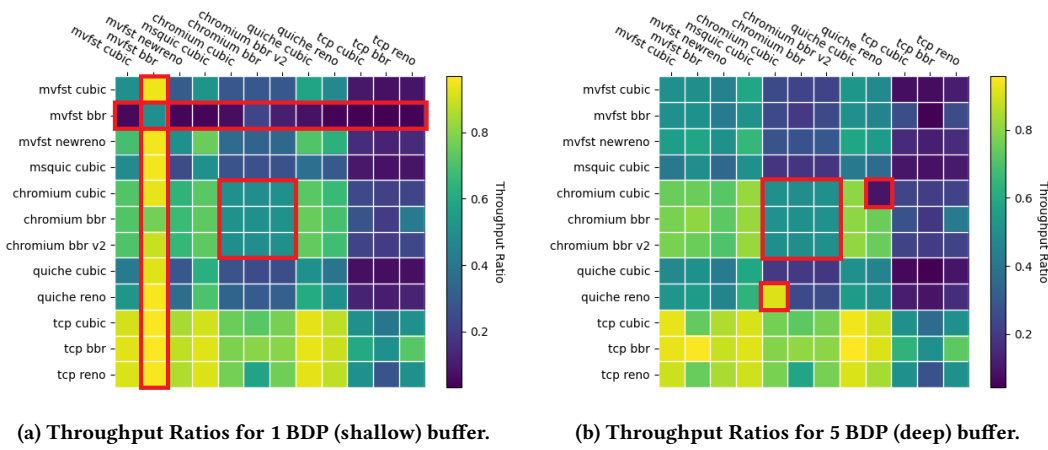 mvfst cubic
mvfst bbr
mvfst newreno
msquic cubic
chromium cubic
chromium bbr
chromium bbr v2
quiche cubic
quiche reno
tcp cubic
tcp bbr
tcp reno
mvfst cubic
mvfst bbr
mvfst newreno
msquic cubic
chromium cubic
chromium bbr
chromium bbr v2
quiche cubic
quiche reno
tcp cubic
tcp bbr
tcp reno
0.8
0.6
0.4
0.2
Throughput Ratio
(a) Throughput Ratios for 1 BDP (shallow) buffer.
mvfst cubic
mvfst bbr
mvfst newreno
msquic cubic
chromium cubic
chromium bbr
chromium bbr v2
quiche cubic
quiche reno
tcp cubic
tcp bbr
tcp reno
mvfst cubic
mvfst bbr
mvfst newreno
msquic cubic
chromium cubic
chromium bbr
chromium bbr v2
quiche cubic
quiche reno
tcp cubic
tcp bbr
tcp reno
0.8
0.6
0.4
0.2
Throughput Ratio
(b) Throughput Ratios for 5 BDP (deep) buffer.